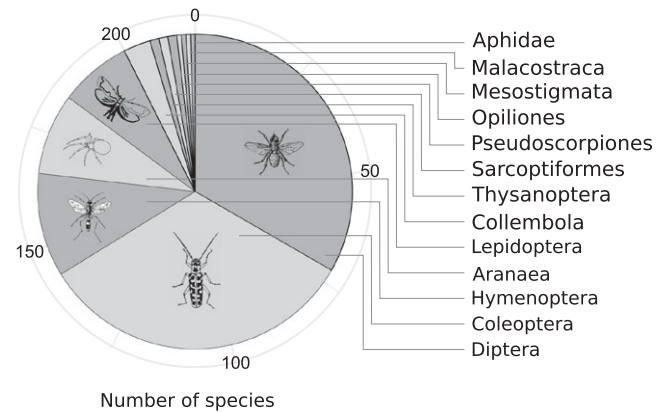 0
200
50
150
100
Aphidae
Malacostraca
Mesostigmata
Opiliones
Pseudoscorpiones
Sarcoptiformes
Thysanoptera
Collembola
Lepidoptera
Aranaea
Hymenoptera
Coleoptera
Diptera
Number of species